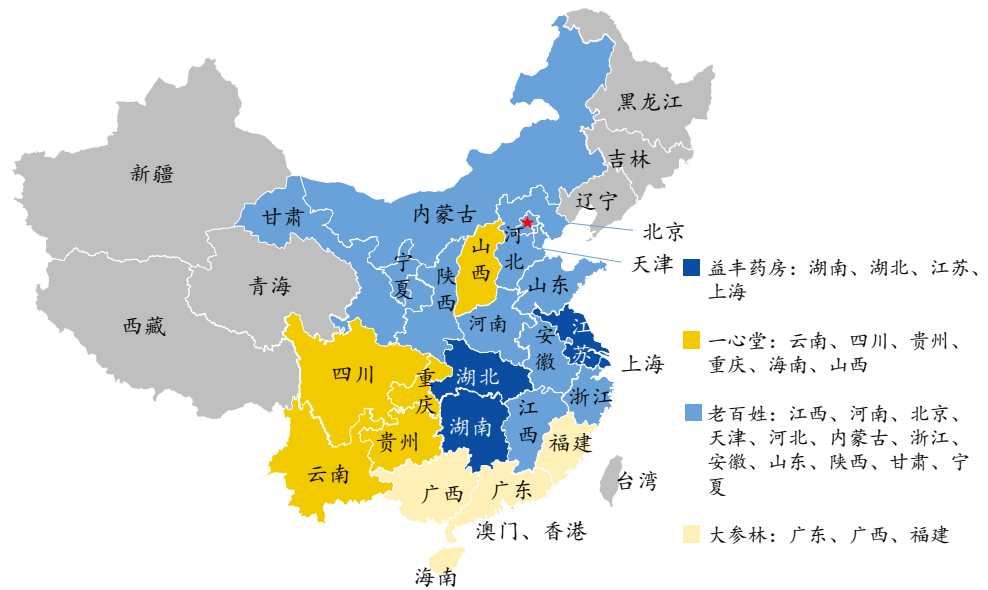 黑龙江
吉林
辽宁
新疆
甘肃
内蒙古
北京
天津
河北
山西
宁夏
陕西
山东
青海
西藏
河南
安徽
江苏
上海
四川
重庆
湖北
浙江
湖南
江西
贵州
福建
云南
广西
广东
台湾
澳门、香港
海南
益丰药房：湖南、湖北、江苏、
上海
一心堂：云南、四川、贵州、
重庆、海南、山西
老百姓：江西、河南、北京、
天津、河北、内蒙古、浙江、
安徽、山东、陕西、甘肃、宁
夏
大参林：广东、广西、福建